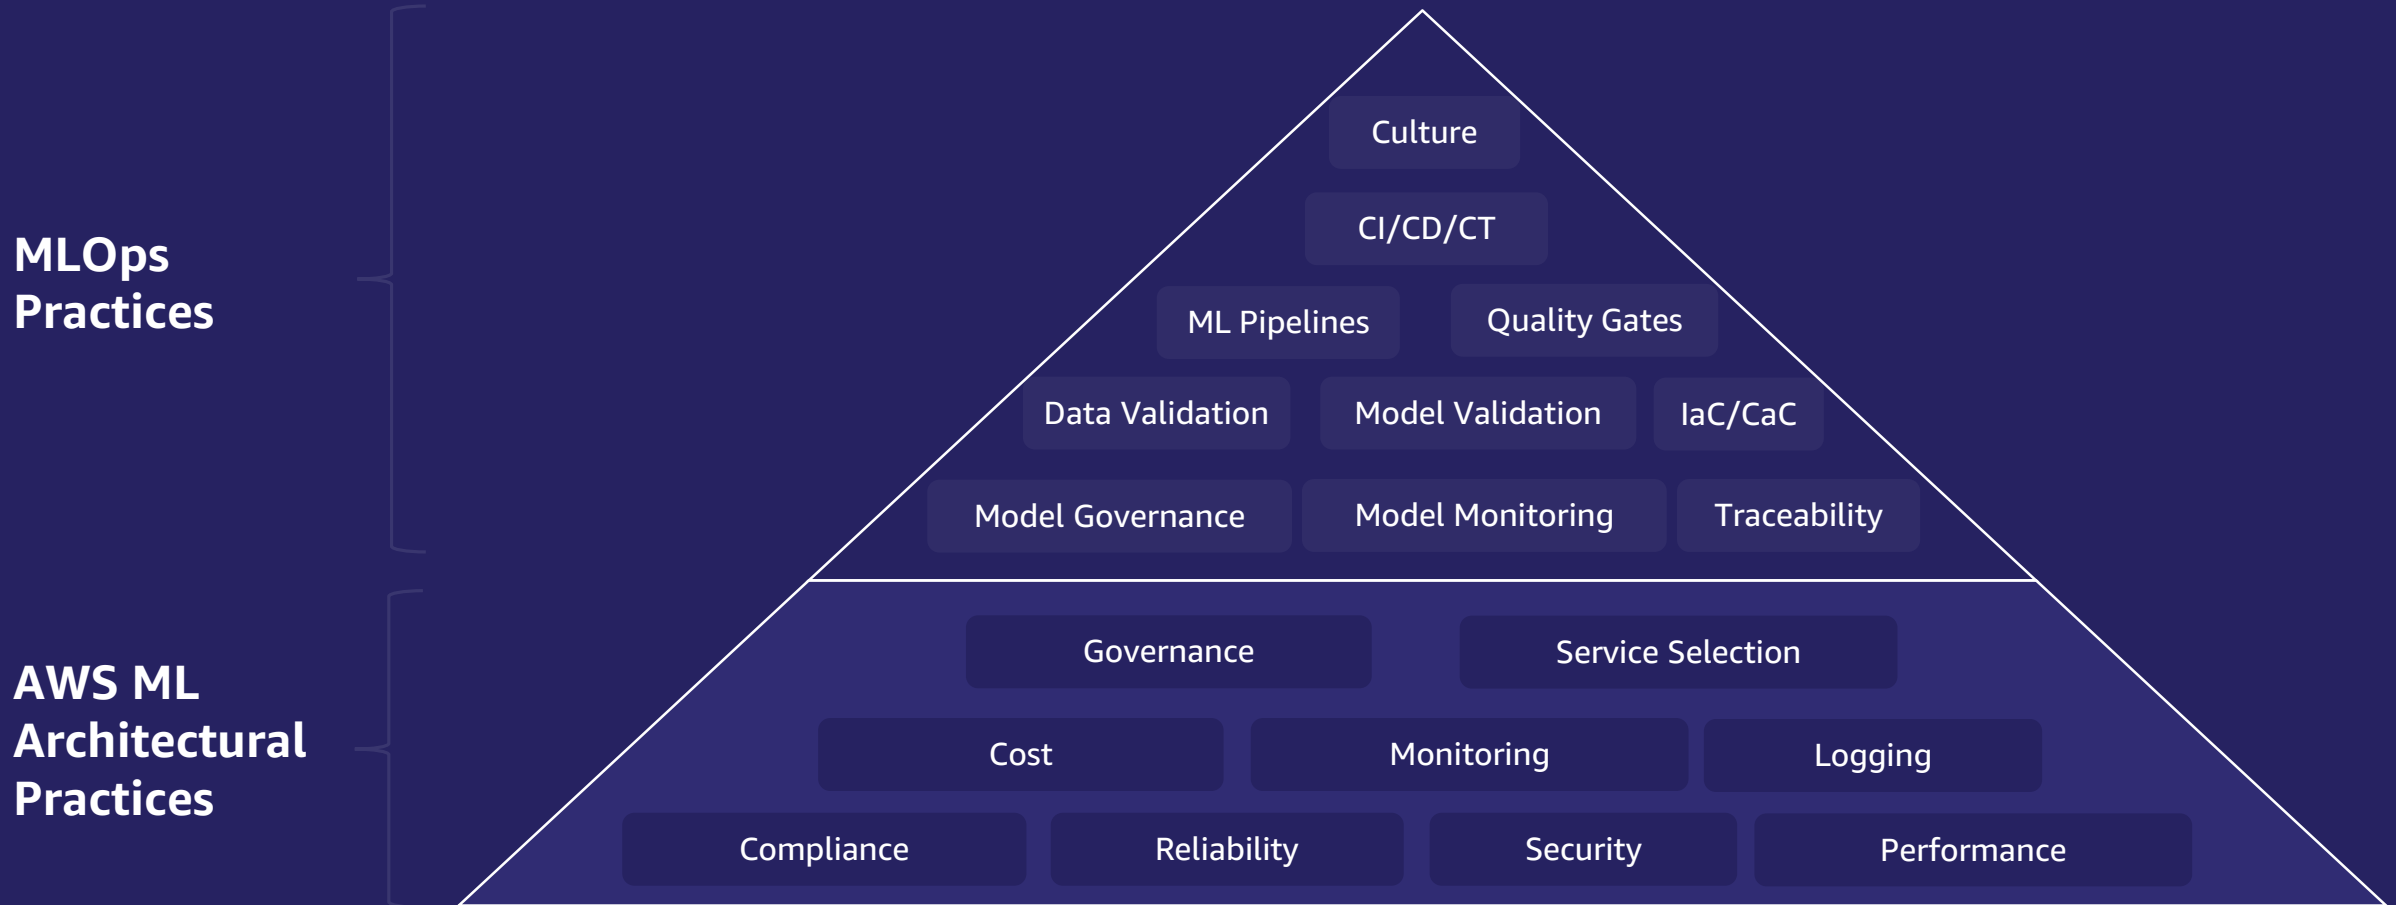 MLOps
Practices
Culture
CI/CD/CT
ML Pipelines
Quality Gates
Data Validation
Model Validation
IaC/CaC
Model Governance
Model Monitoring
Traceability
AWS ML
Architectural
Practices
Governance
Service Selection
Cost
Monitoring
Logging
Compliance
Reliability
Security
Performance